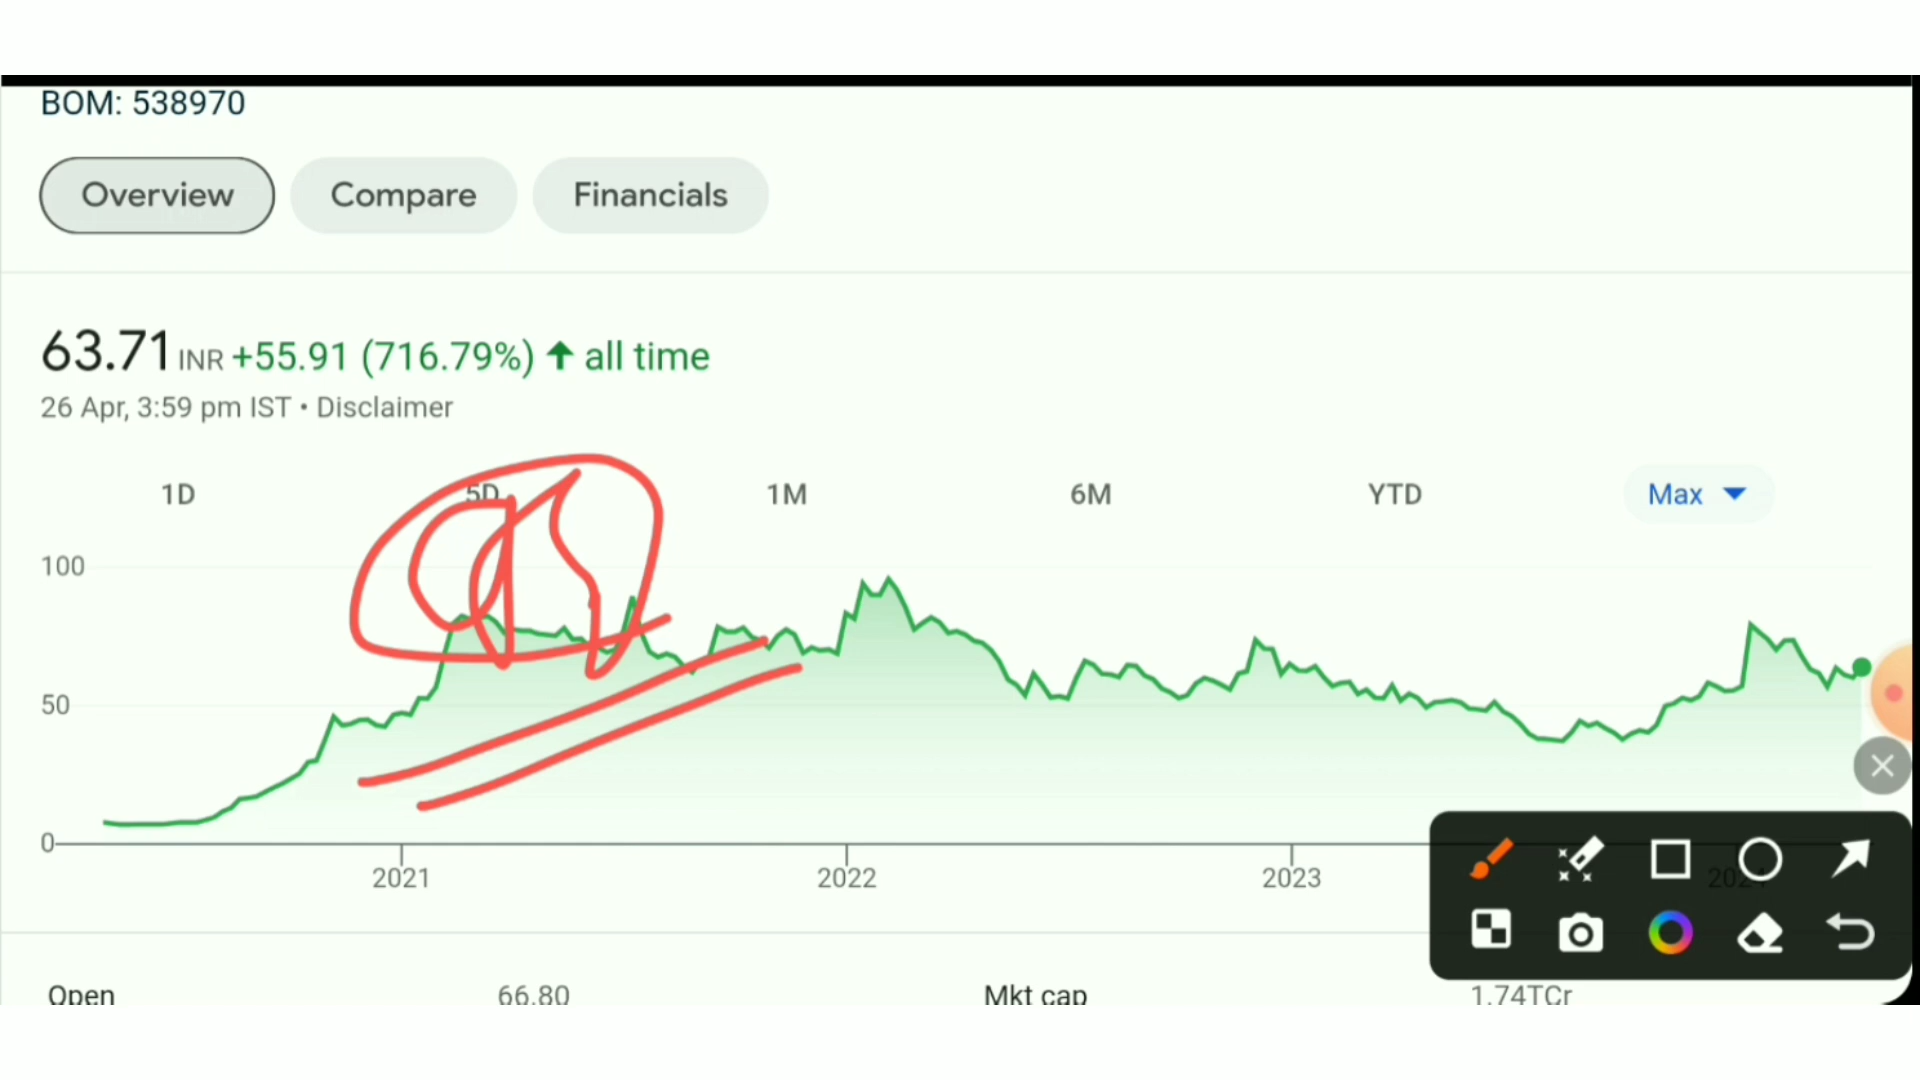 BOM: 538970
Overview Compare Financials
63.71 INR +55.91 (716.79%) ↑ all time
26 Apr, 3:59 pm IST • Disclaimer
1D 5D 1M 6M YTD Max
100
50
0
2021 2022 2023 2024
Open 66.80 Mkt cap 1.74TCr